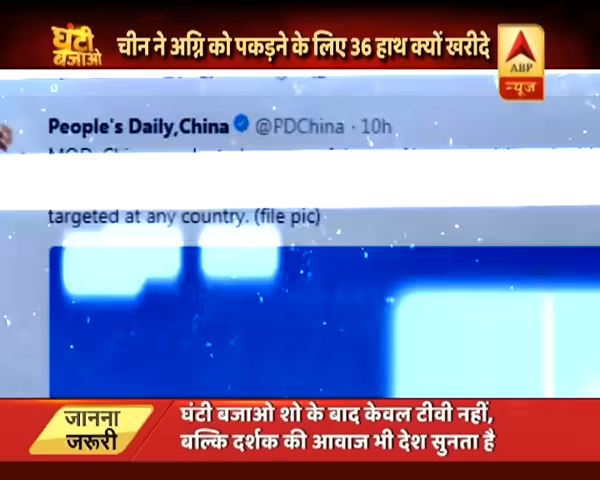 घंटी
बजाओ
चीन ने अग्नि को पकड़ने के लिए 36 हाथ क्यों खरीदे
ABP
न्यूज़
People's Daily,China @PDChina · 10h
targeted at any country. (file pic)
जानना
जरूरी
घंटी बजाओ शो के बाद केवल टीवी नहीं,
बल्कि दर्शक की आवाज भी देश सुनता है